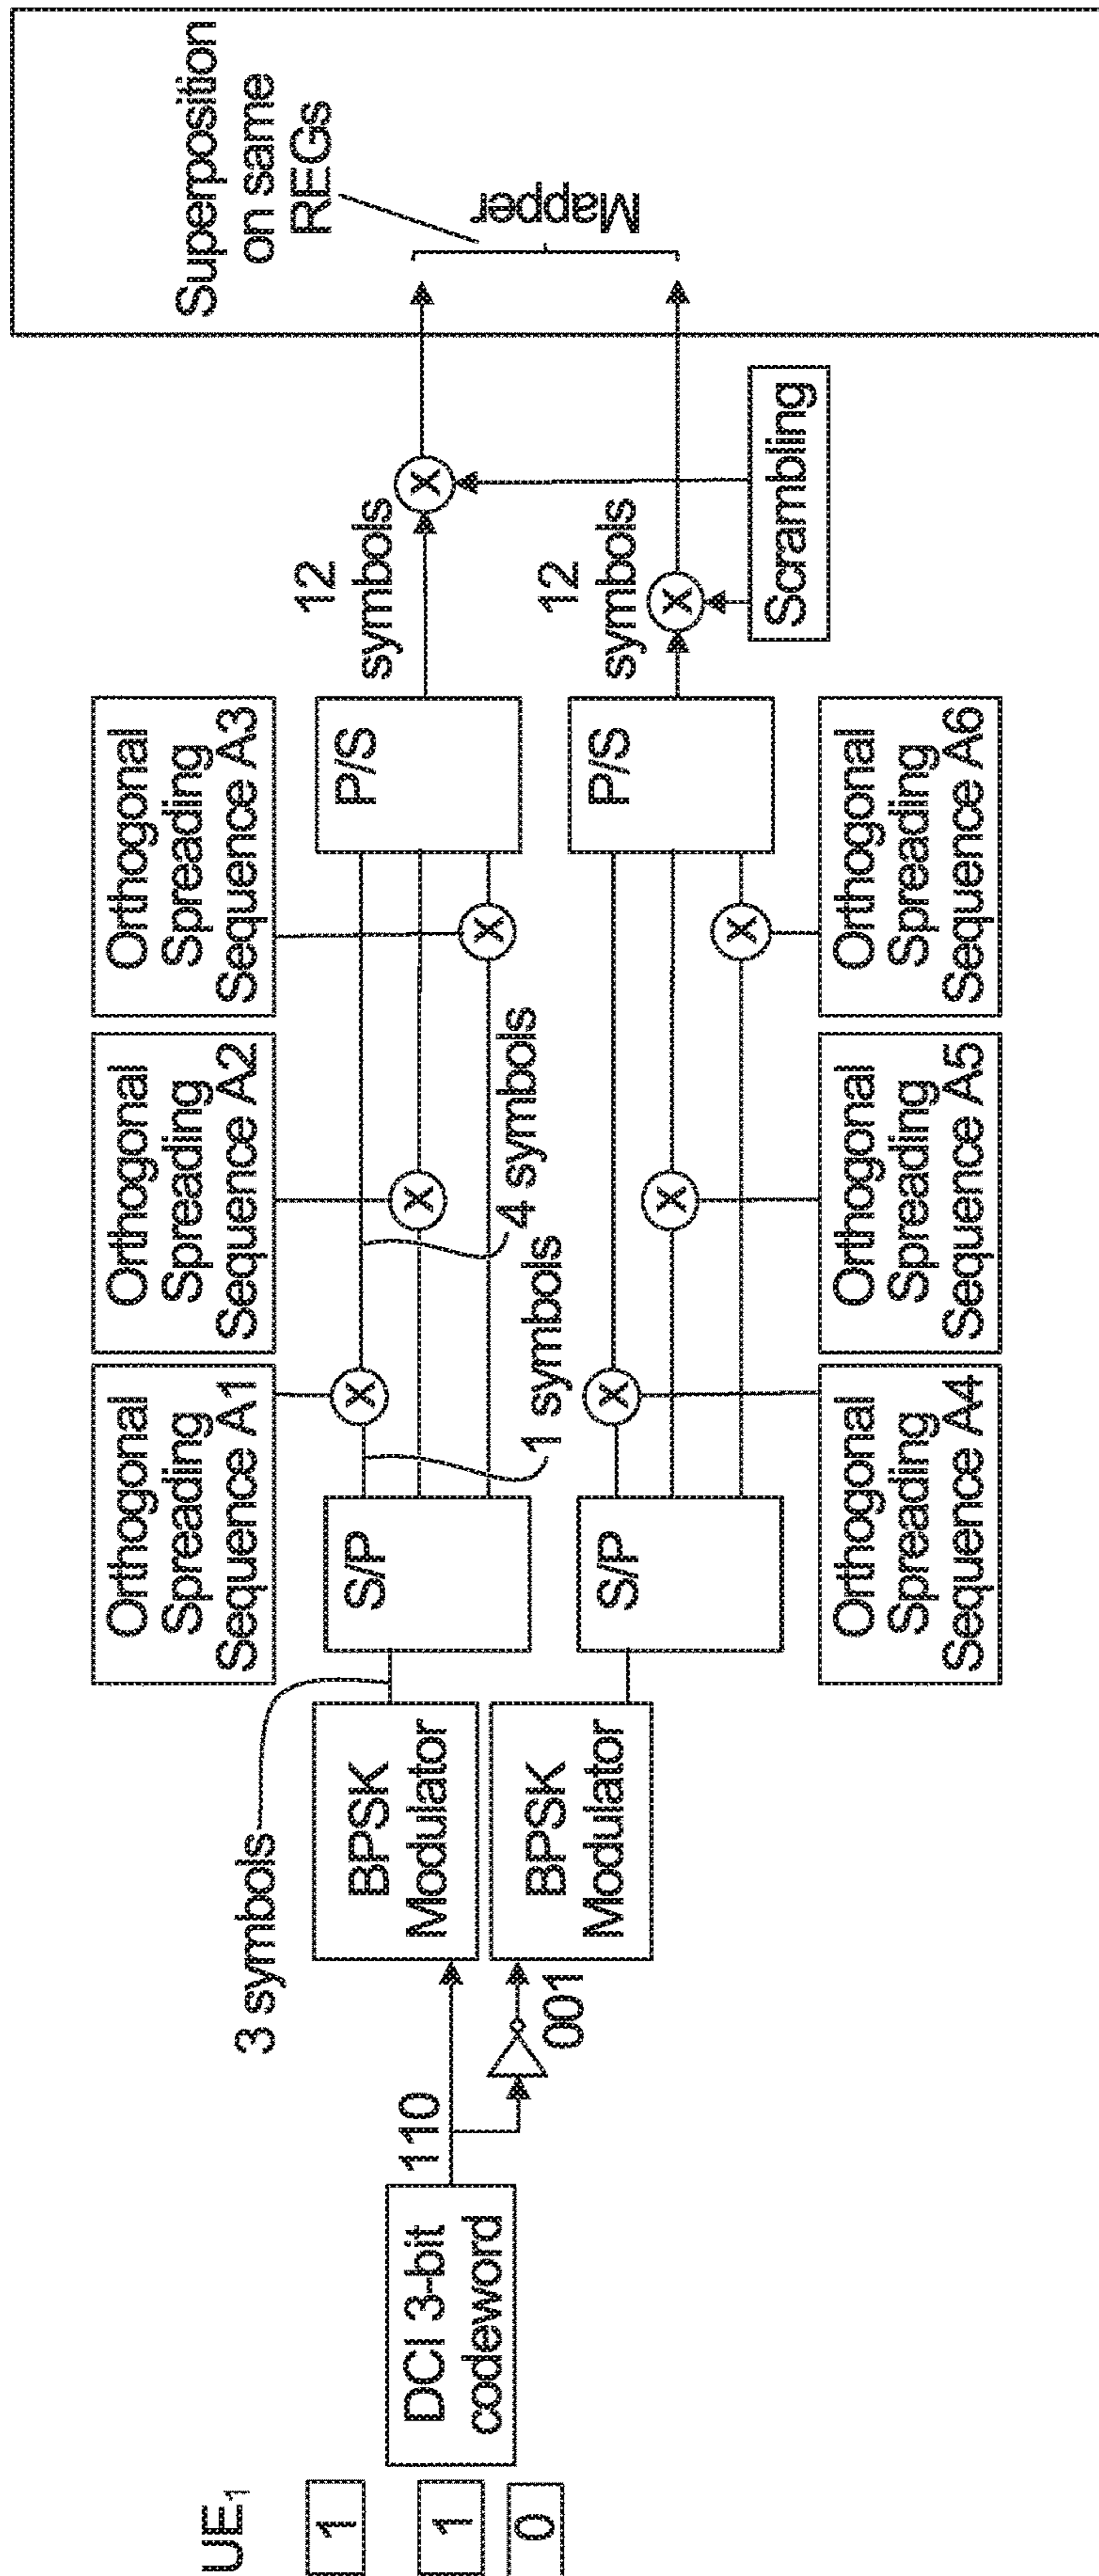 UE1
1
1
0
DCI 3-bit
codeword
110
001
3 symbols
BPSK
Modulator
BPSK
Modulator
S/P
S/P
1 symbols
4 symbols
Orthogonal
Spreading
Sequence A1
Orthogonal
Spreading
Sequence A2
Orthogonal
Spreading
Sequence A3
Orthogonal
Spreading
Sequence A4
Orthogonal
Spreading
Sequence A5
Orthogonal
Spreading
Sequence A6
X
X
X
X
X
X
P/S
P/S
12
symbols
12
symbols
X
X
Scrambling
Superposition
on same
REGs
Mapper